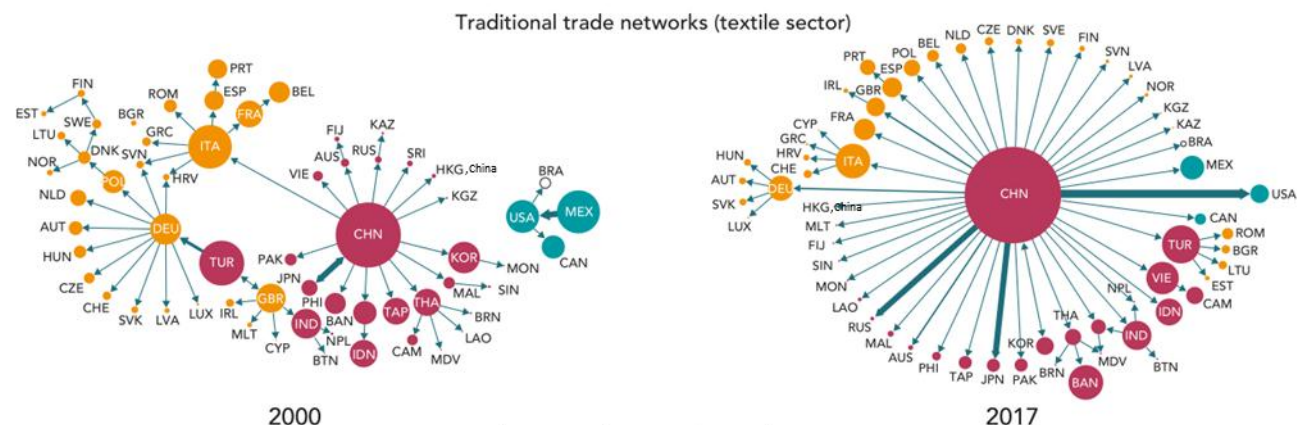 Traditional trade networks (textile sector)
PRT
ESP
BEL
FRA
ROM
FIN
EST
SWE
BGR
LTU
GRC
ITA
DNK
SVN
NOR
HRV
POL
NLD
DEU
AUT
HUN
TUR
CZE
CHE
SVK
LVA
LUX
IRL
GBR
MLT
CYP
FIJ
KAZ
AUS
RUS
SRI
VIE
HKG,China
KGZ
CHN
PAK
JPN
KOR
MON
PHI
MAL
SIN
BAN
TAP
THA
BRN
IND
NPL
LAO
BTN
IDN
CAM
MDV
BRA
USA
MEX
CAN
2000
CZE
DNK
SVE
FIN
NLD
BEL
SVN
POL
LVA
ESP
PRT
NOR
IRL
GBR
KGZ
FRA
KAZ
CYP
BRA
GRC
HRV
ITA
MEX
HUN
CHE
AUT
DEU
CHN
USA
SVK
HKG,China
LUX
MLT
CAN
FIJ
TUR
ROM
BGR
SIN
LTU
MON
VIE
EST
LAO
NPL
CAM
RUS
THA
IDN
MAL
IND
AUS
KOR
PHI
BRN
MDV
BTN
TAP
JPN
PAK
BAN
2017